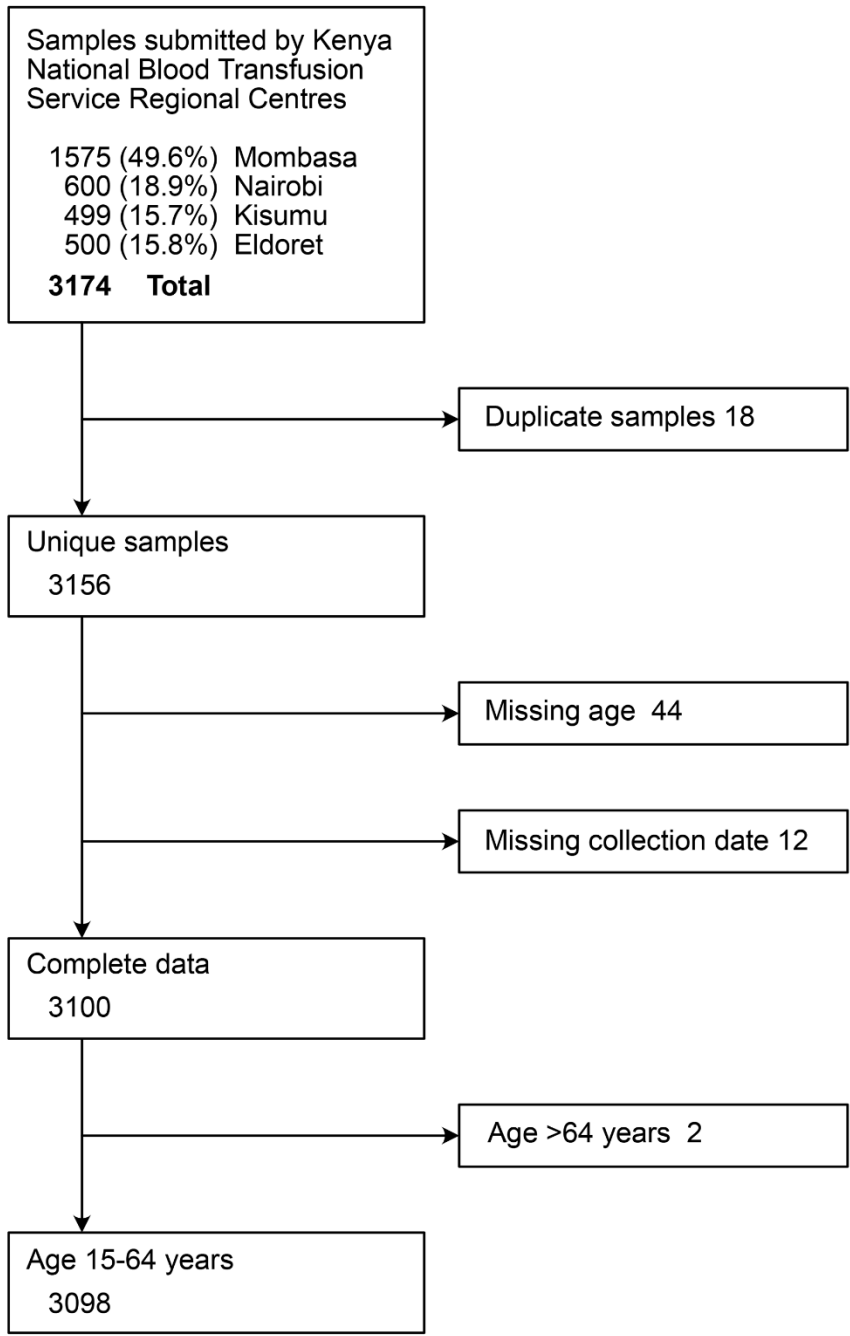 Samples submitted by Kenya
National Blood Transfusion
Service Regional Centres
1575 (49.6%) Mombasa
600 (18.9%) Nairobi
499 (15.7%) Kisumu
500 (15.8%) Eldoret
3174 Total
Duplicate samples 18
Unique samples
3156
Missing age 44
Missing collection date 12
Complete data
3100
Age >64 years 2
Age 15-64 years
3098